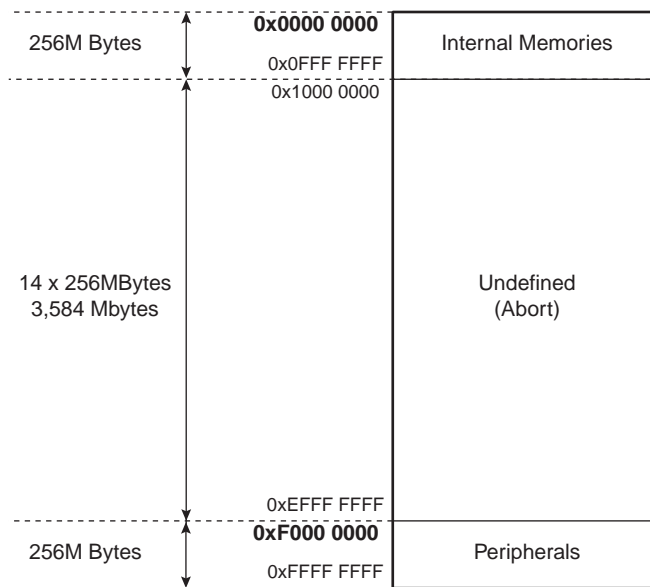 0x0000 0000
256M Bytes
Internal Memories
0x0FFF FFFF
0x1000 0000
14 x 256MBytes
3,584 Mbytes
Undefined
(Abort)
0xEFFF FFFF
0xF000 0000
256M Bytes
Peripherals
0xFFFF FFFF